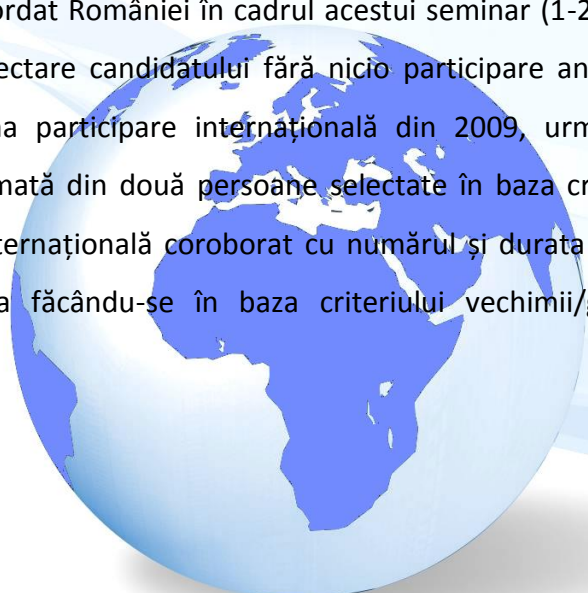 ordat României în cadrul acestui seminar (1-2
ectare candidatului fără nicio participare an
na participare internațională din 2009, urm
mată din două persoane selectate în baza cr
ternațională coroborat cu numărul și durata
a făcându-se în baza criteriului vechimii/